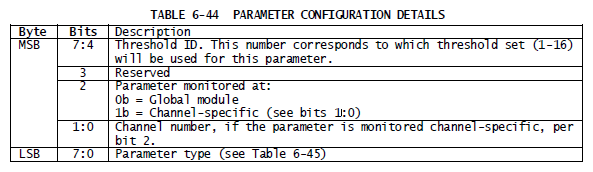 TABLE 6-44 PARAMETER CONFIGURATION DETAILS
Byte Bits Description
MSB 7:4 Threshold ID. This number corresponds to which threshold set (1-16)
will be used for this parameter.
3 Reserved
2 Parameter monitored at:
0b = Global module
1b = Channel-specific (see bits 1:0)
1:0 Channel number, if the parameter is monitored channel-specific, per
bit 2.
LSB 7:0 Parameter type (see Table 6-45)